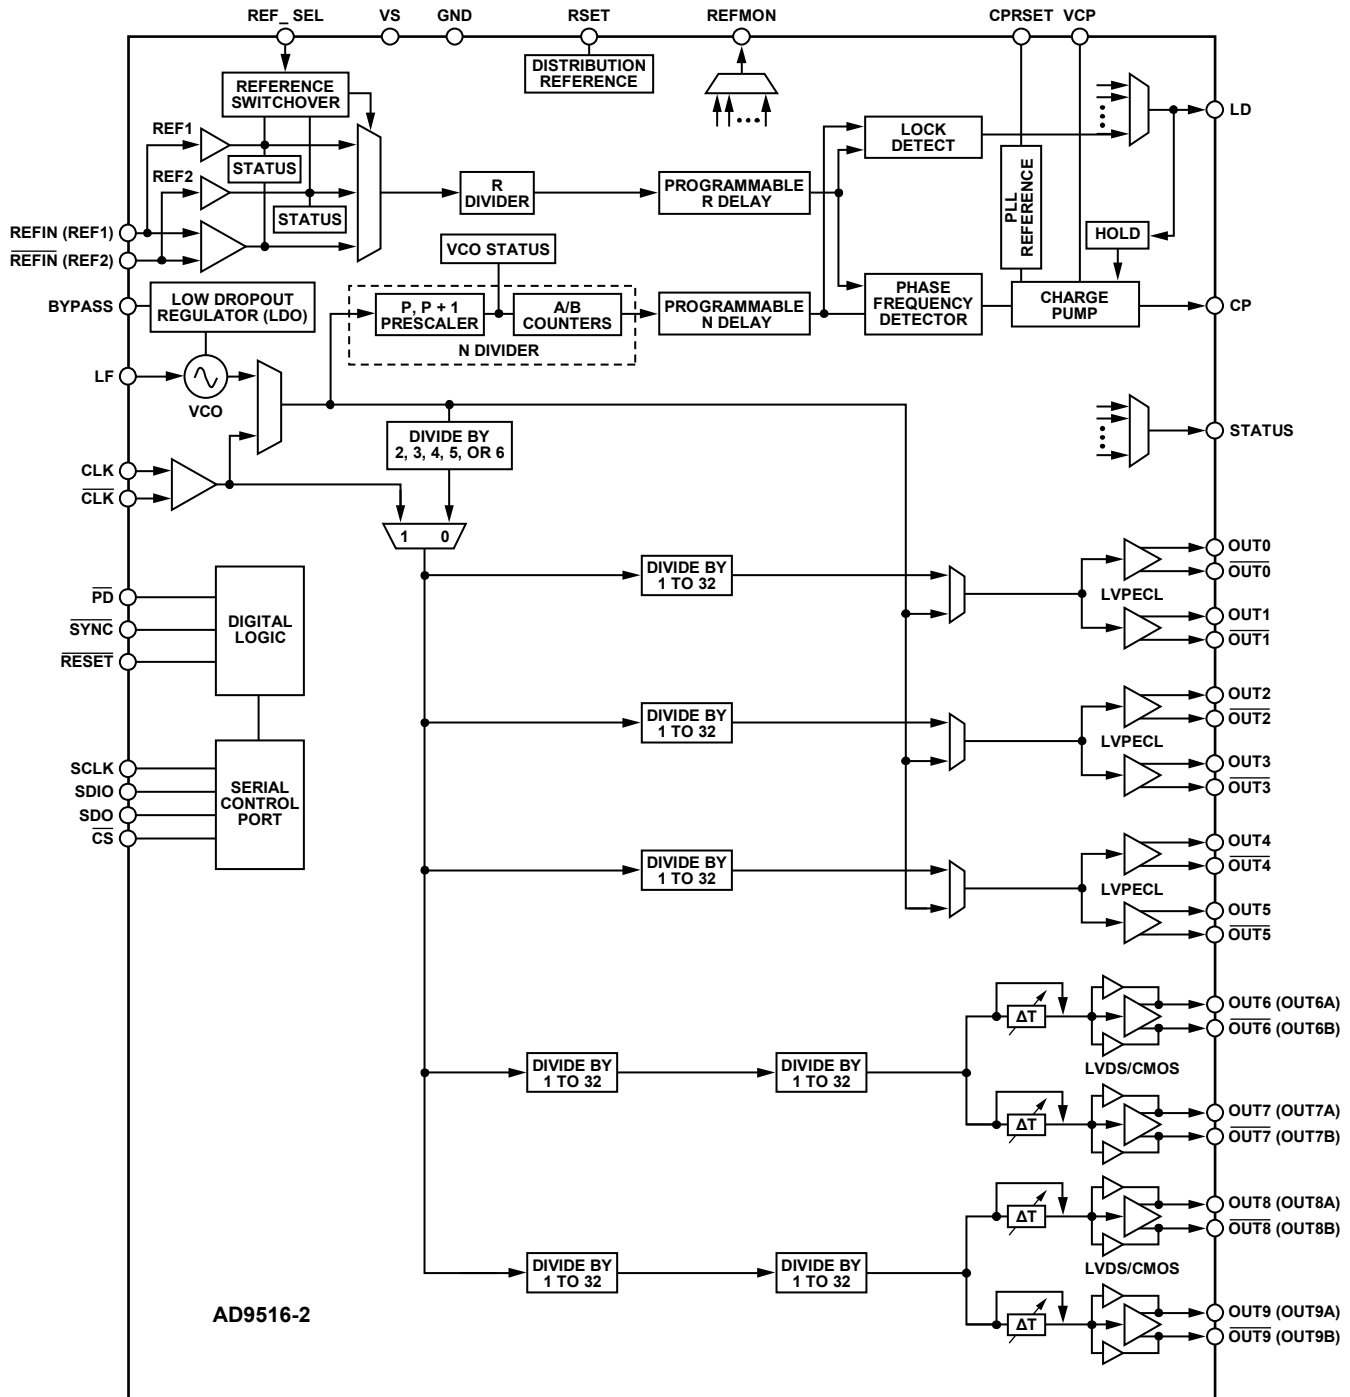 REF_ SEL
VS
GND
RSET
REFMON
CPRSET
VCP
DISTRIBUTION
REFERENCE
REFERENCE
SWITCHOVER
REF1
STATUS
REF2
STATUS
REFIN (REF1)
REFIN (REF2)
BYPASS
LOW DROPOUT
REGULATOR (LDO)
LF
VCO
CLK
CLK
R
DIVIDER
PROGRAMMABLE
R DELAY
VCO STATUS
P, P + 1
PRESCALER
A/B
COUNTERS
N DIVIDER
PROGRAMMABLE
N DELAY
LOCK
DETECT
PLL
REFERENCE
PHASE
FREQUENCY
DETECTOR
HOLD
CHARGE
PUMP
LD
CP
STATUS
DIVIDE BY
2, 3, 4, 5, OR 6
1
0
PD
SYNC
RESET
DIGITAL
LOGIC
SCLK
SDIO
SDO
CS
SERIAL
CONTROL
PORT
DIVIDE BY
1 TO 32
LVPECL
OUT0
OUT0
OUT1
OUT1
DIVIDE BY
1 TO 32
LVPECL
OUT2
OUT2
OUT3
OUT3
DIVIDE BY
1 TO 32
LVPECL
OUT4
OUT4
OUT5
OUT5
DIVIDE BY
1 TO 32
DIVIDE BY
1 TO 32
ΔT
ΔT
LVDS/CMOS
OUT6 (OUT6A)
OUT6 (OUT6B)
OUT7 (OUT7A)
OUT7 (OUT7B)
DIVIDE BY
1 TO 32
DIVIDE BY
1 TO 32
ΔT
ΔT
LVDS/CMOS
OUT8 (OUT8A)
OUT8 (OUT8B)
OUT9 (OUT9A)
OUT9 (OUT9B)
AD9516-2